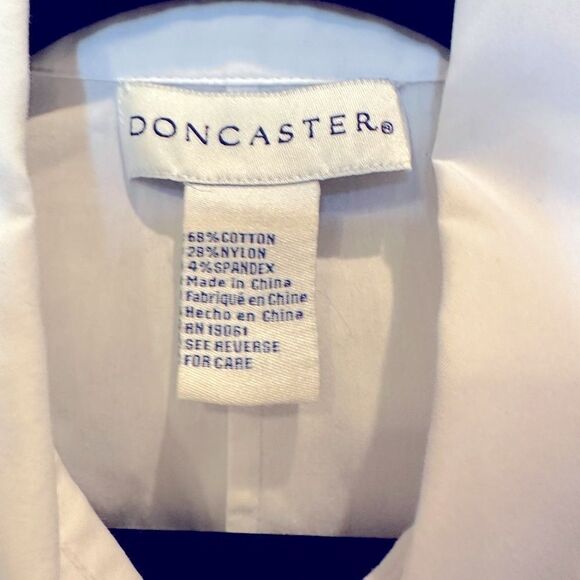 DONCASTER®
68%COTTON
28%NYLON
4%SPANDEX
Made in China
Fabriqué en Chine
Hecho en China
RN 19061
SEE REVERSE
FOR CARE